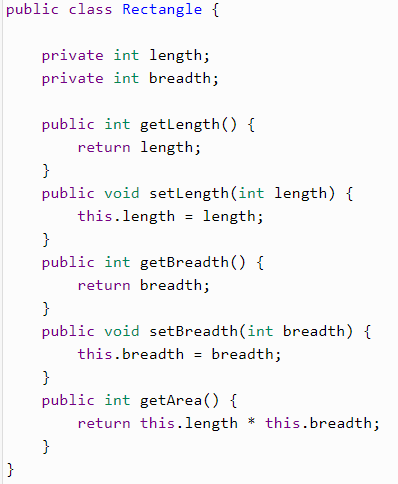 public class Rectangle {
    private int length;
    private int breadth;
    public int getLength() {
        return length;
    }
    public void setLength(int length) {
        this.length = length;
    }
    public int getBreadth() {
        return breadth;
    }
    public void setBreadth(int breadth) {
        this.breadth = breadth;
    }
    public int getArea() {
        return this.length * this.breadth;
    }
}